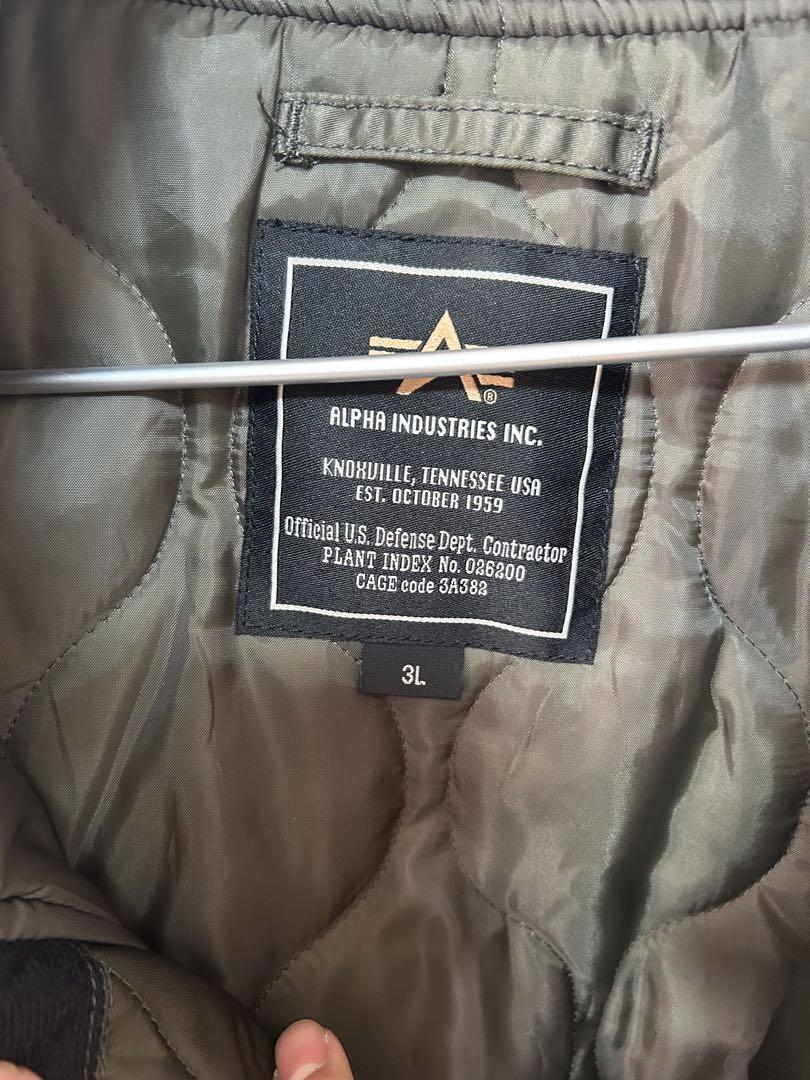 ®
ALPHA INDUSTRIES INC.
KNOXVILLE, TENNESSEE USA
EST. OCTOBER 1959
Official U.S. Defense Dept. Contractor
PLANT INDEX No. 026200
CAGE code 3A382
3L